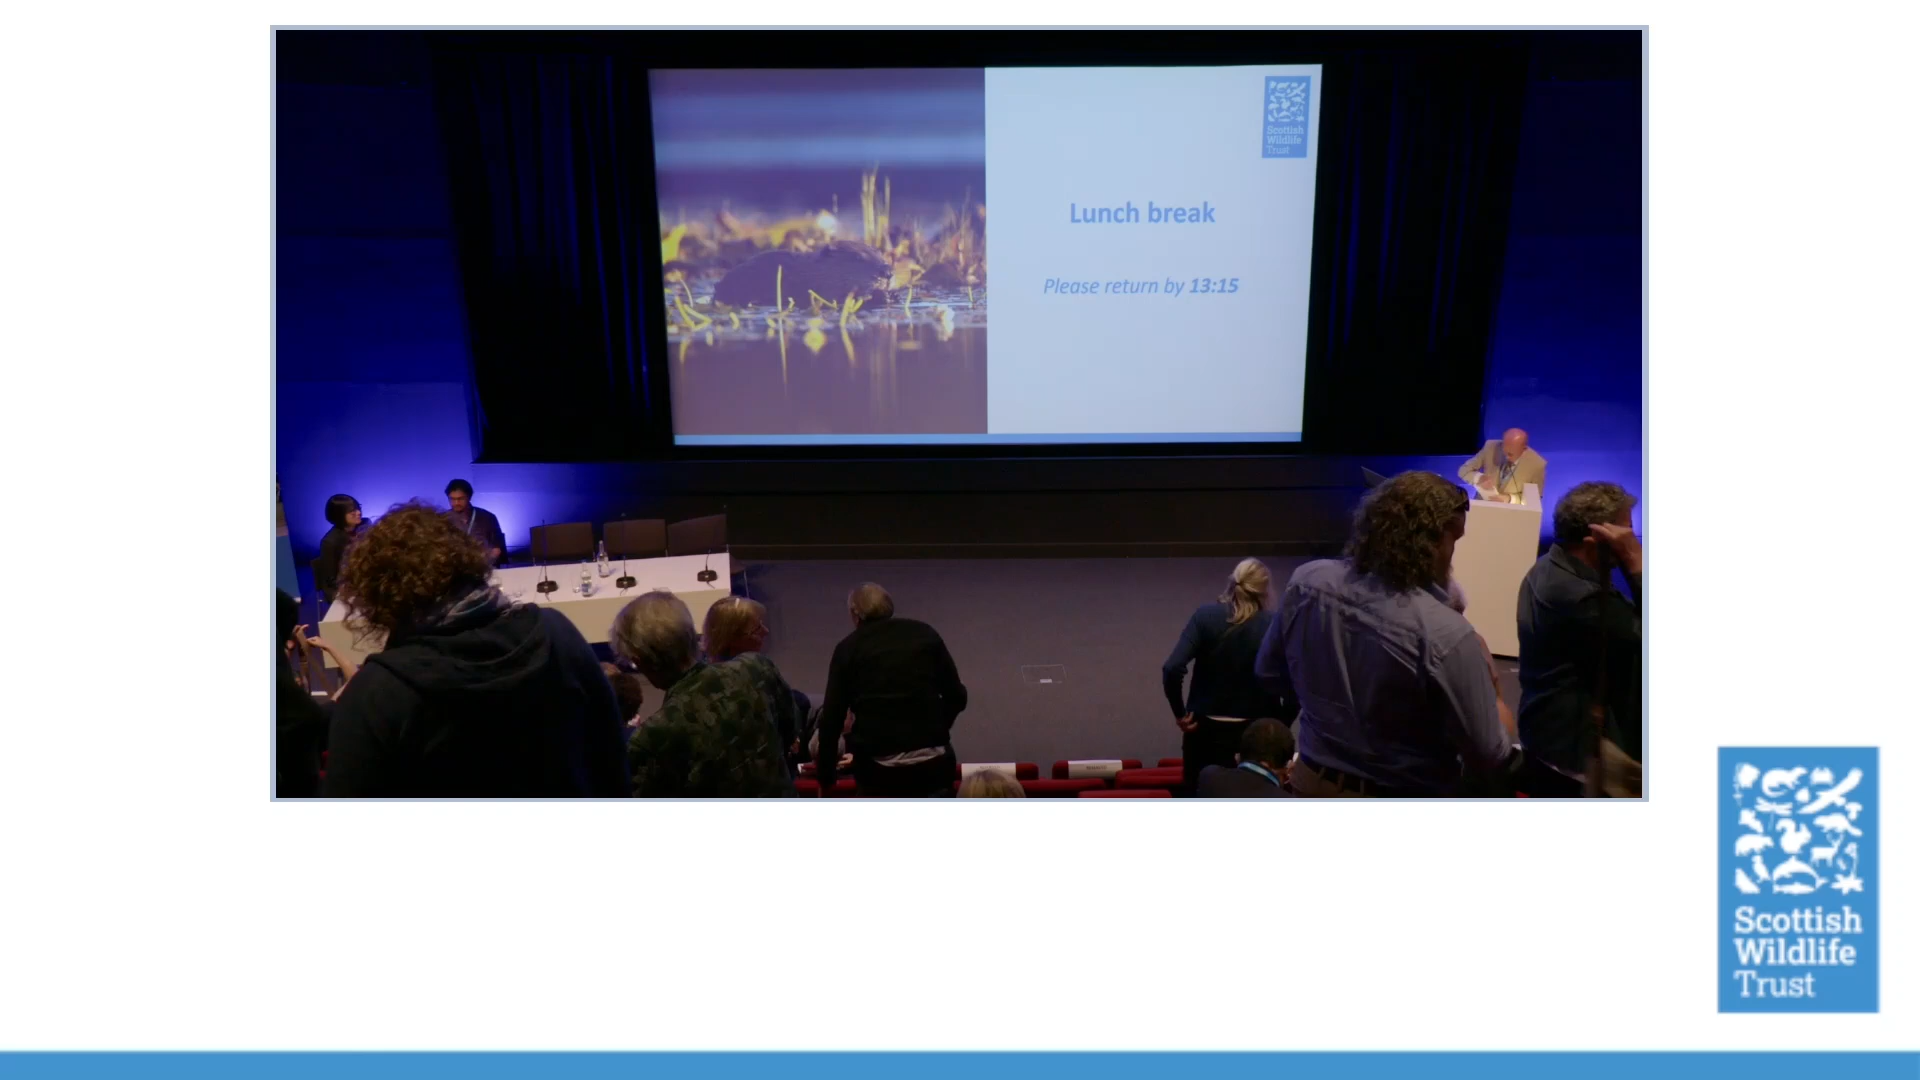 Scottish
Wildlife
Trust
Lunch break
Please return by 13:15
Scottish
Wildlife
Trust